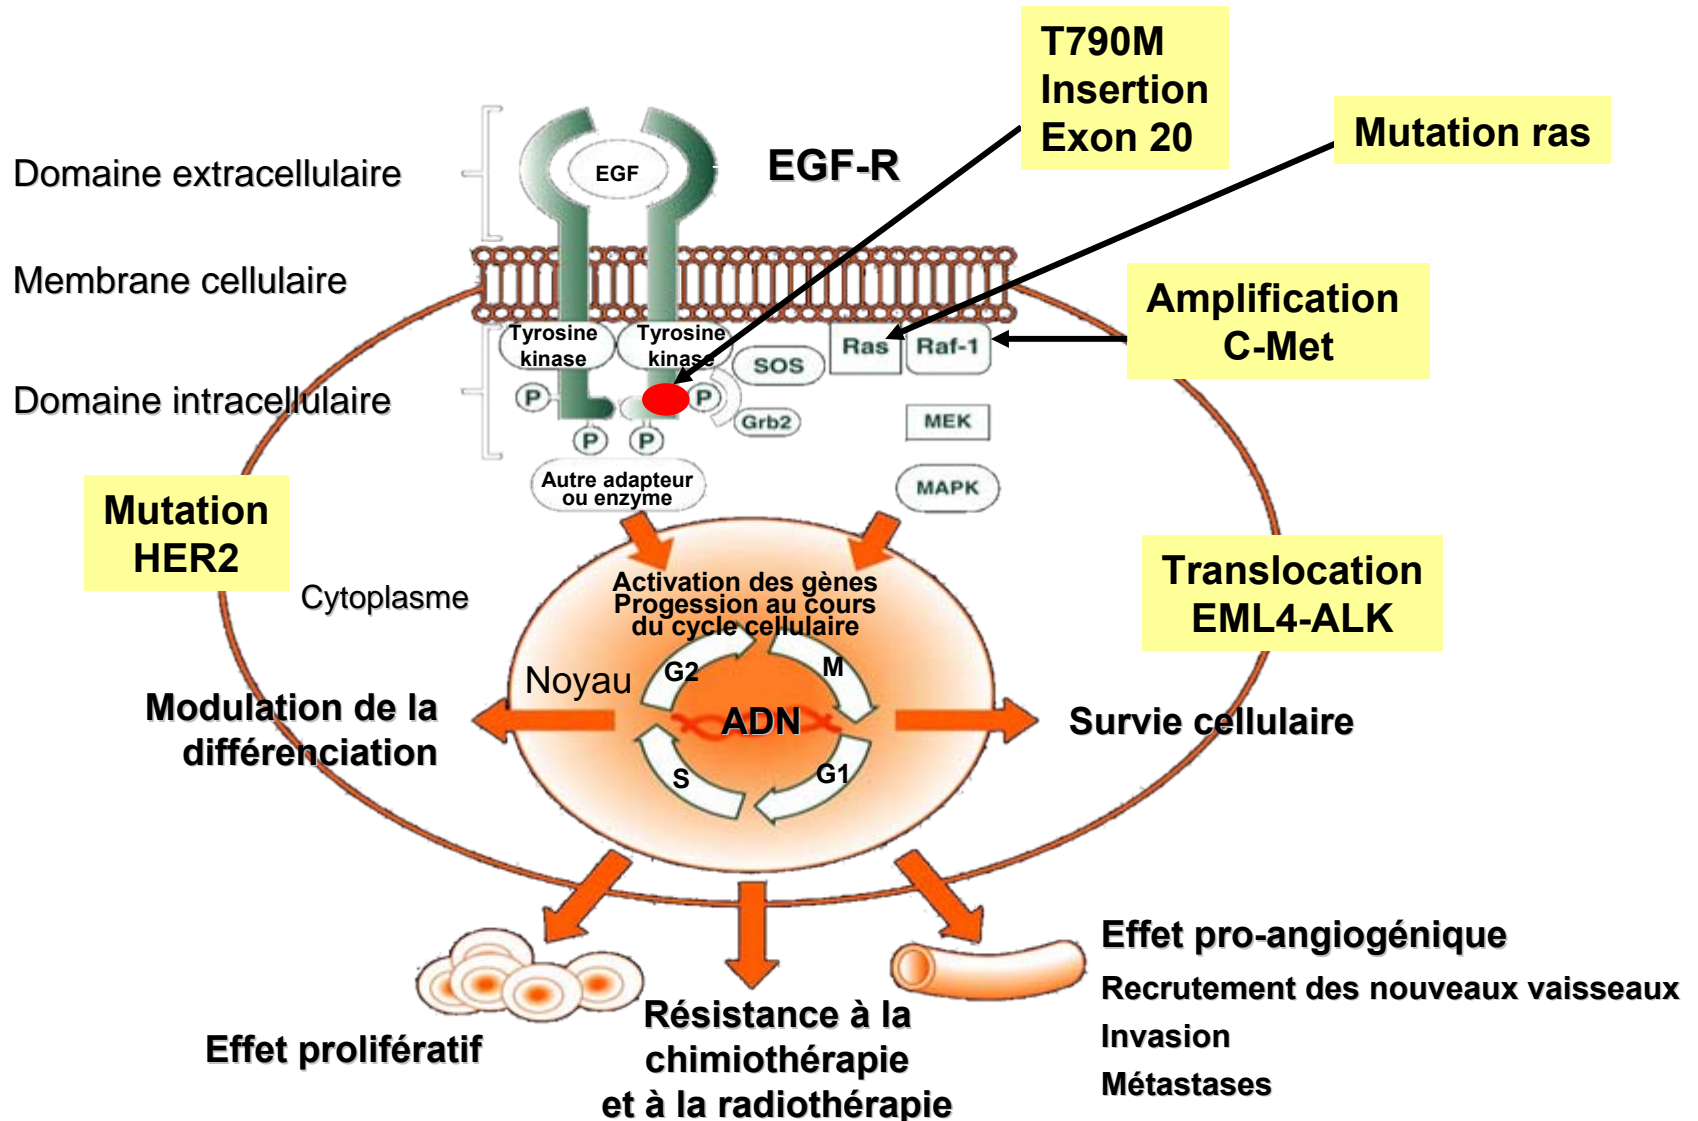 T790M
Insertion
Exon 20
Mutation ras
Domaine extracellulaire
EGF
EGF-R
Membrane cellulaire
Amplification
C-Met
Tyrosine
kinase
Tyrosine
kinase
SOS
Ras
Raf-1
Domaine intracellulaire
P
P
Grb2
MEK
P
P
Autre adapteur
ou enzyme
MAPK
Mutation
HER2
Cytoplasme
Activation des gènes
Progession au cours
du cycle cellulaire
Translocation
EML4-ALK
Noyau
G2
M
ADN
S
G1
Modulation de la
différenciation
Survie cellulaire
Effet prolifératif
Résistance à la
chimiothérapie
et à la radiothérapie
Effet pro-angiogénique
Recrutement des nouveaux vaisseaux
Invasion
Métastases